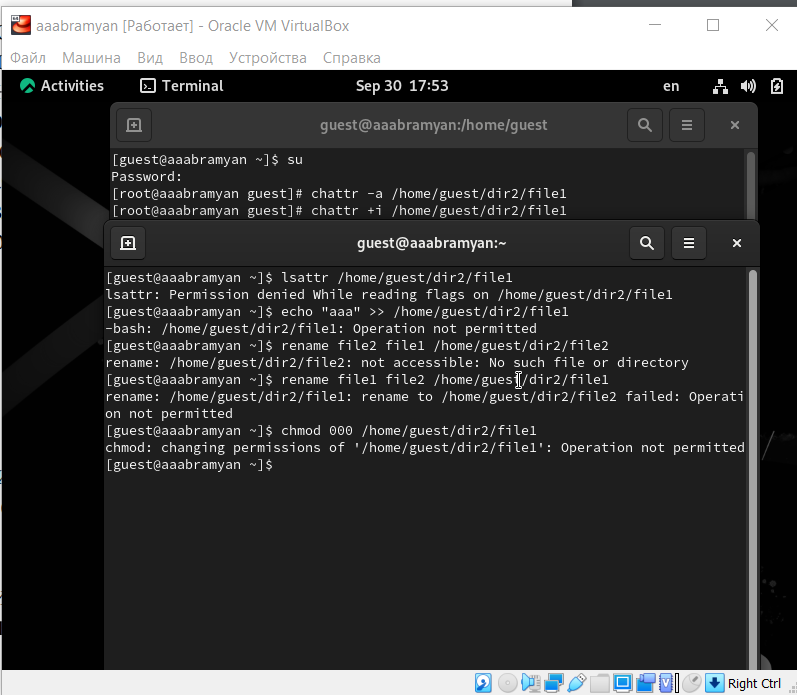 aaabramyan [Работает] - Oracle VM VirtualBox
Файл Машина Вид Ввод Устройства Справка
Activities Terminal Sep 30 17:53 en
guest@aaabramyan:/home/guest
[guest@aaabramyan ~]$ su
Password:
[root@aaabramyan guest]# chattr -a /home/guest/dir2/file1
[root@aaabramyan guest]# chattr +i /home/guest/dir2/file1
guest@aaabramyan:~
[guest@aaabramyan ~]$ lsattr /home/guest/dir2/file1
lsattr: Permission denied While reading flags on /home/guest/dir2/file1
[guest@aaabramyan ~]$ echo "aaa" >> /home/guest/dir2/file1
-bash: /home/guest/dir2/file1: Operation not permitted
[guest@aaabramyan ~]$ rename file2 file1 /home/guest/dir2/file2
rename: /home/guest/dir2/file2: not accessible: No such file or directory
[guest@aaabramyan ~]$ rename file1 file2 /home/guest/dir2/file1
rename: /home/guest/dir2/file1: rename to /home/guest/dir2/file2 failed: Operati
on not permitted
[guest@aaabramyan ~]$ chmod 000 /home/guest/dir2/file1
chmod: changing permissions of '/home/guest/dir2/file1': Operation not permitted
[guest@aaabramyan ~]$
Right Ctrl